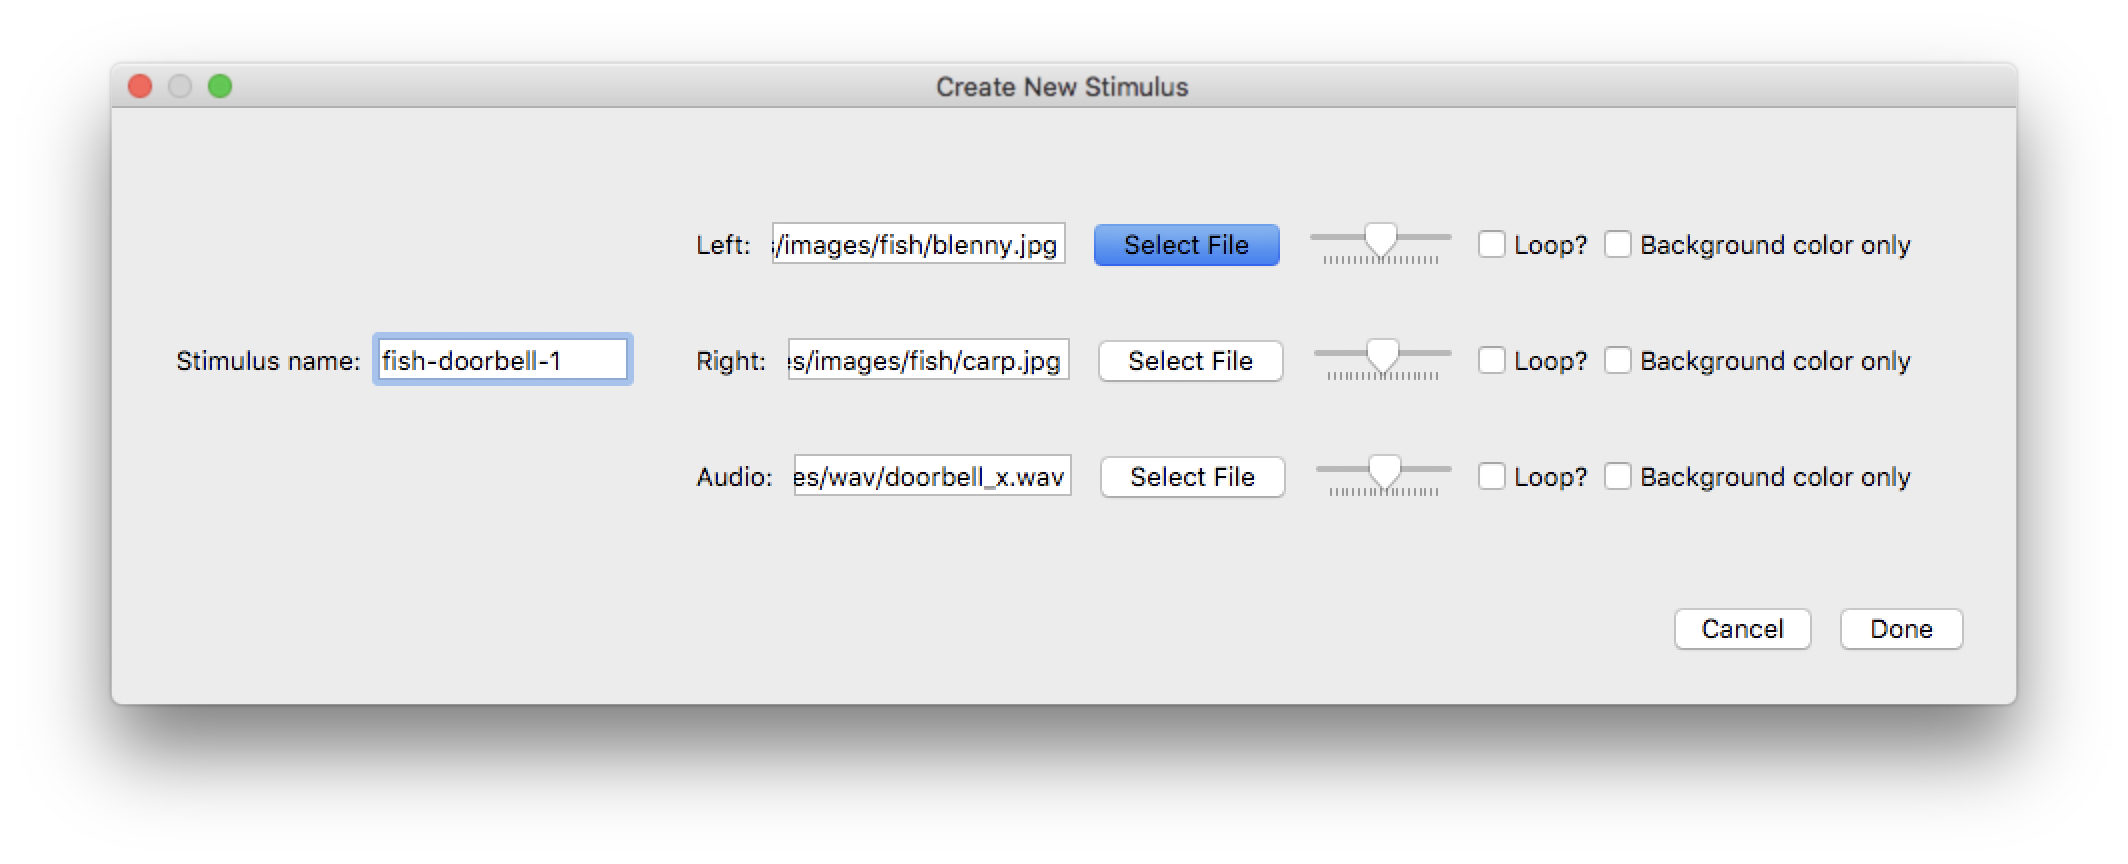 Create New Stimulus
Left: /images/fish/blenny.jpg Select File Loop? Background color only
Stimulus name: fish-doorbell-1 Right: s/images/fish/carp.jpg Select File Loop? Background color only
Audio: es/wav/doorbell_x.wav Select File Loop? Background color only
Cancel Done